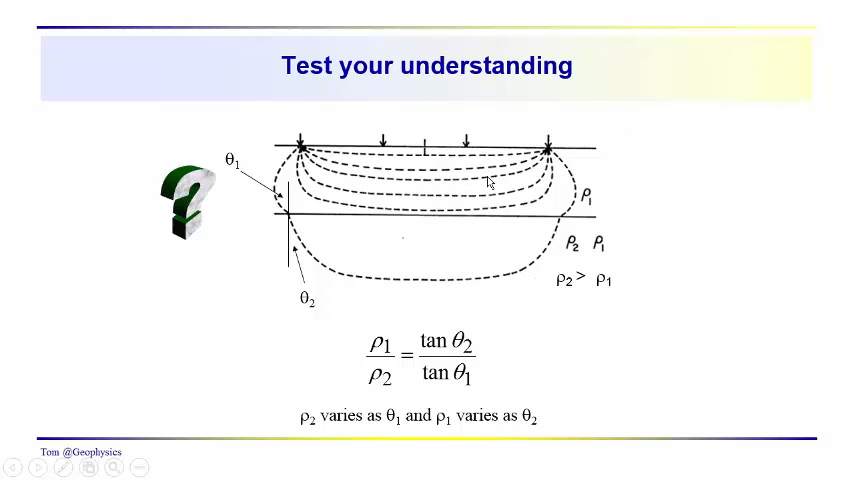 Test your understanding
θ1
ρ1
ρ2 ρ1
ρ2 > ρ1
θ2
ρ1/ρ2 = tan θ2/tan θ1
ρ2 varies as θ1 and ρ1 varies as θ2
Tom @Geophysics